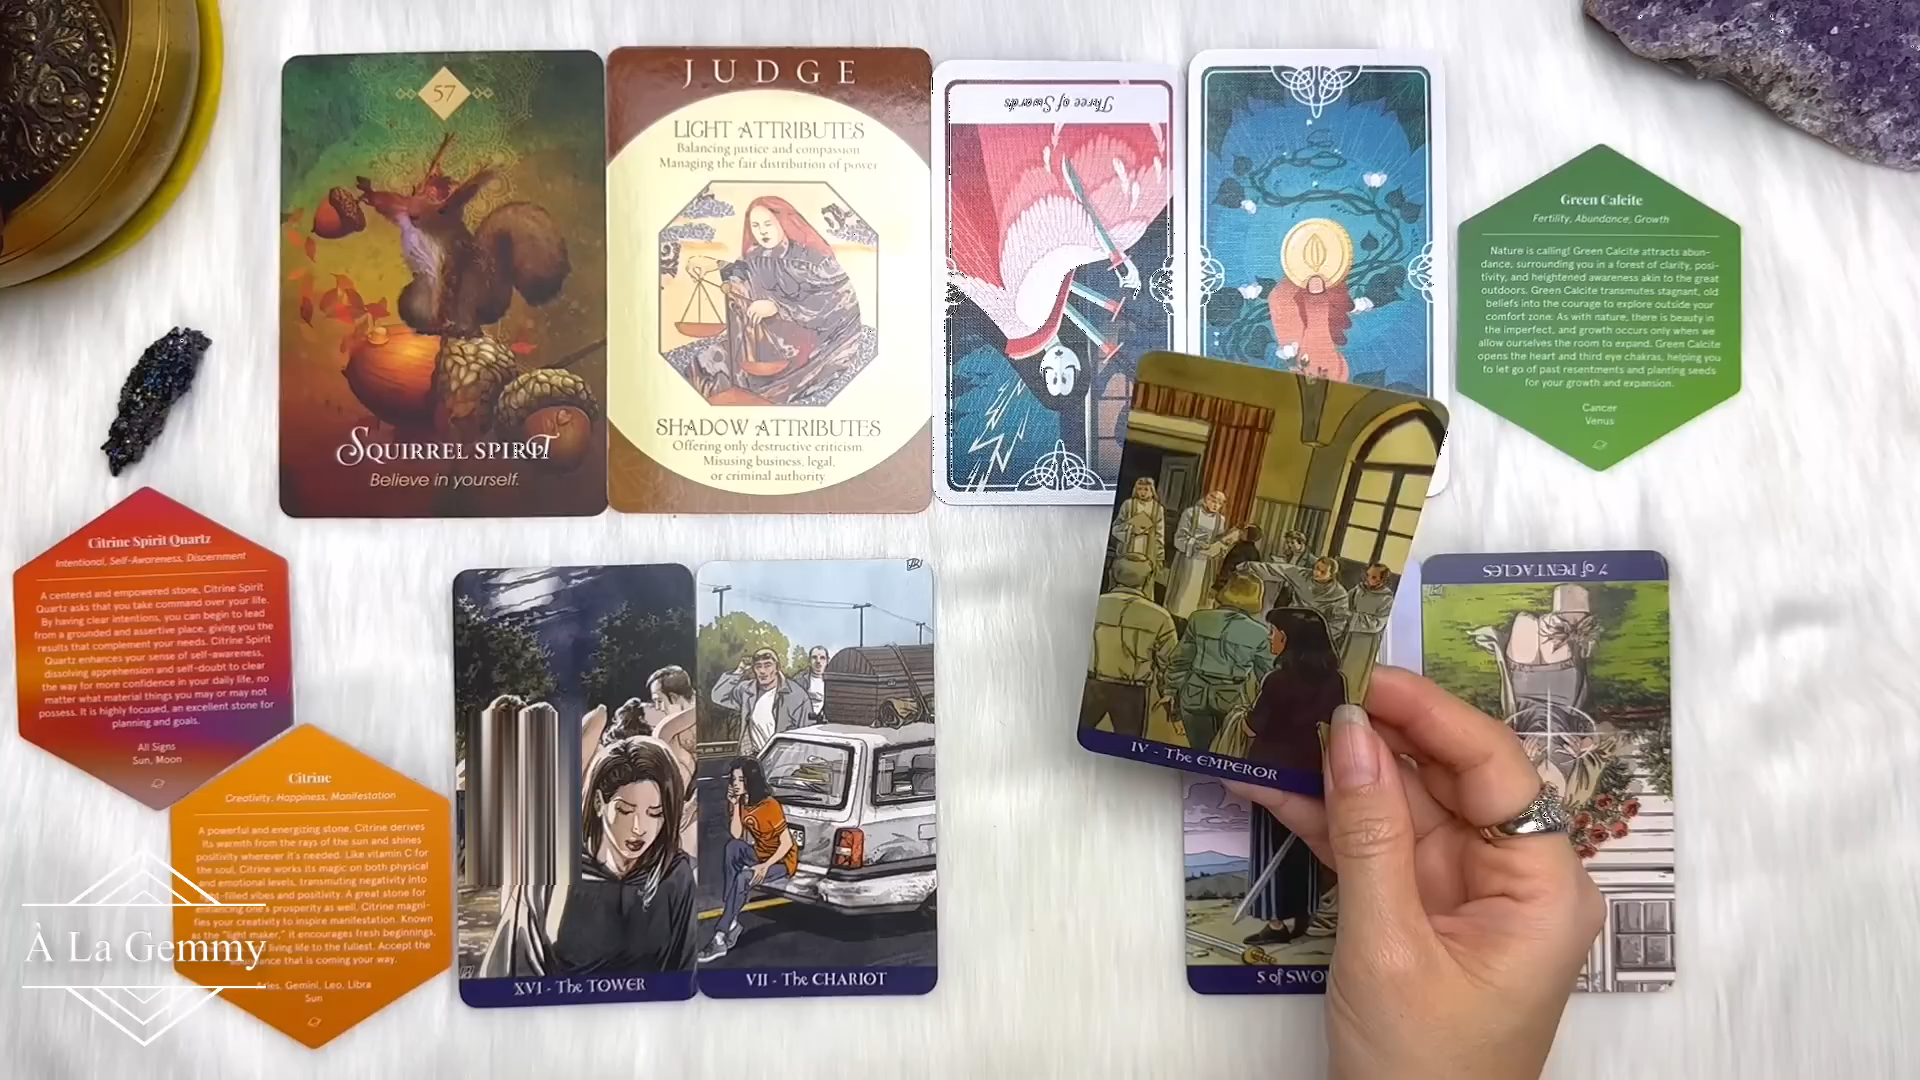 57
SQUIRREL SPIRIT
Believe in yourself.
JUDGE
LIGHT ATTRIBUTES
Balancing justice and compassion
Managing the fair distribution of power
SHADOW ATTRIBUTES
Offering only destructive criticism
Misusing business, legal,
or criminal authority
Three of Swords
Green Calcite
Fertility, Abundance, Growth
Nature is calling! Green Calcite attracts abun-
dance, surrounding you in a forest of clarity, posi-
tivity, and heightened awareness akin to the great
outdoors. Green Calcite transmutes stagnant, old
beliefs into the courage to explore outside your
comfort zone. As with nature, there is beauty in
the imperfect, and growth occurs only when we
allow ourselves the room to expand. Green Calcite
opens the heart and third eye chakras, helping you
to let go of past resentments and planting seeds
for your growth and expansion.
Cancer
Venus
Citrine Spirit Quartz
Intentional, Self-Awareness, Discernment
A centered and empowered stone, Citrine Spirit
Quartz asks that you take command over your life.
By having clear intentions, you can begin to lead
from a grounded and assertive place, giving you the
results that complement your needs. Citrine Spirit
Quartz enhances your sense of self-awareness,
dissolving apprehension and self-doubt to clear
the way for more confidence in your daily life, no
matter what material things you may or may not
possess. It is highly focused, an excellent stone for
planning and goals.
All Signs
Sun, Moon
Citrine
Creativity, Happiness, Manifestation
A powerful and energizing stone, Citrine derives
its warmth from the rays of the sun and shines
positivity wherever it's needed. Like vitamin C for
the soul, Citrine works its magic on both physical
and emotional levels, transmuting negativity into
-filled vibes and positivity. A great stone for
enhancing one's prosperity as well, Citrine magni-
fies your creativity to inspire manifestation. Known
as the "light maker," it encourages fresh beginnings,
living life to the fullest. Accept the
that is coming your way.
Aries, Gemini, Leo, Libra
Sun
À La Gemmy
XVI - The TOWER
VII - The CHARIOT
IV - The EMPEROR
5 of SWO
7 of PENTACLES